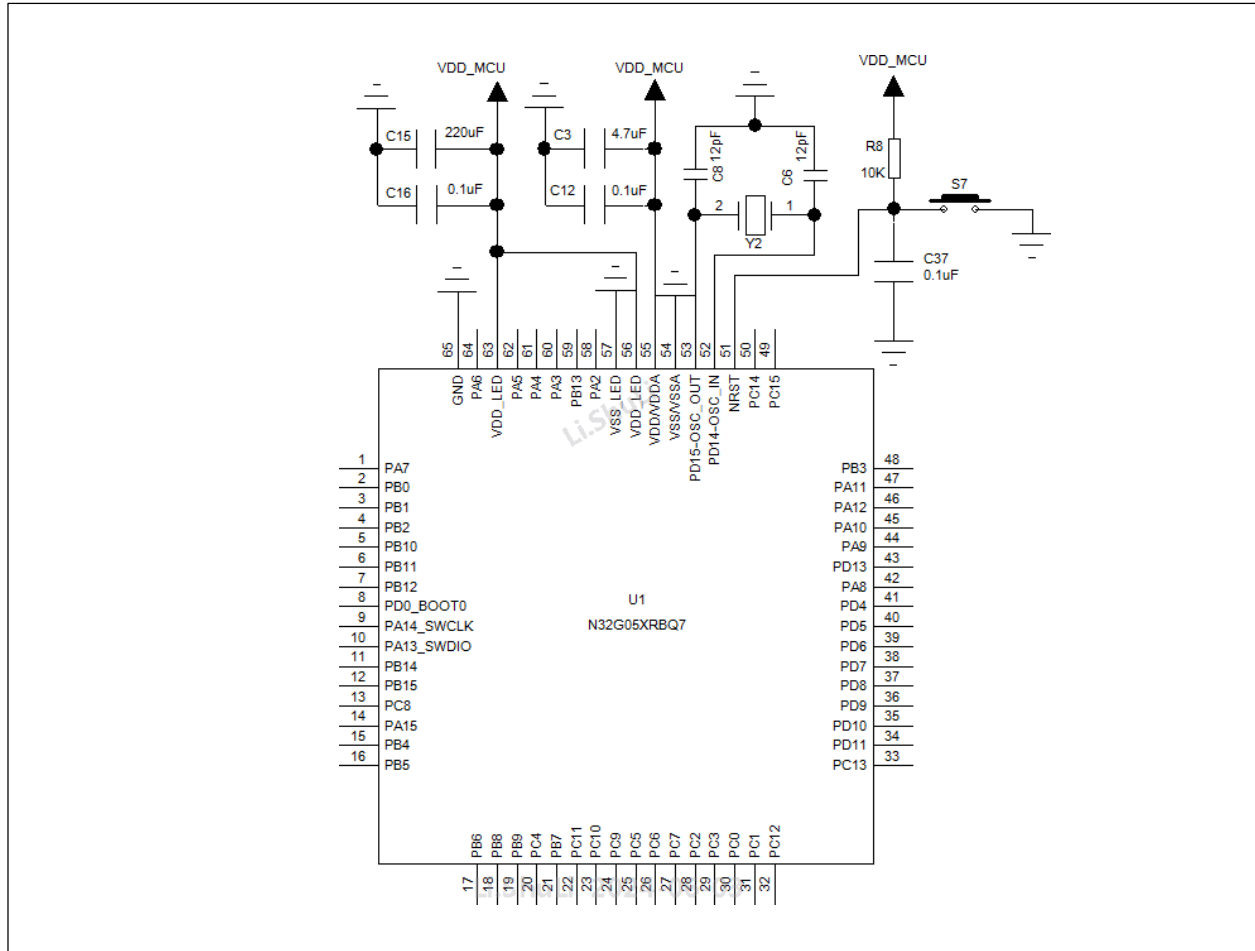 VDD_MCU
VDD_MCU
VDD_MCU
C15
220uF
C3
4.7uF
C8 12pF
12pF
C6
R8
10K
S7
C16
0.1uF
C12
0.1uF
2
1
Y2
C37
0.1uF
65
64
63
62
61
60
59
58
57
56
55
54
53
52
51
50
49
GND
PA6
VDD_LED
PA5
PA4
PA3
PB13
PA2
VSS_LED
VDD_LED
VDD/VDDA
VSS/VSSA
PD15-OSC_OUT
PD14-OSC_IN
NRST
PC14
PC15
Li.ShuLi
1 PA7
2 PB0
3 PB1
4 PB2
5 PB10
6 PB11
7 PB12
8 PD0_BOOT0
9 PA14_SWCLK
10 PA13_SWDIO
11 PB14
12 PB15
13 PC8
14 PA15
15 PB4
16 PB5
U1
N32G05XRBQ7
PB3 48
PA11 47
PA12 46
PA10 45
PA9 44
PD13 43
PA8 42
PD4 41
PD5 40
PD6 39
PD7 38
PD8 37
PD9 36
PD10 35
PD11 34
PC13 33
PB6
PB8
PB9
PC4
PB7
PC11
PC10
PC9
PC5
PC6
PC7
PC2
PC3
PC0
PC1
PC12
17
18
19
20
21
22
23
24
25
26
27
28
29
30
31
32